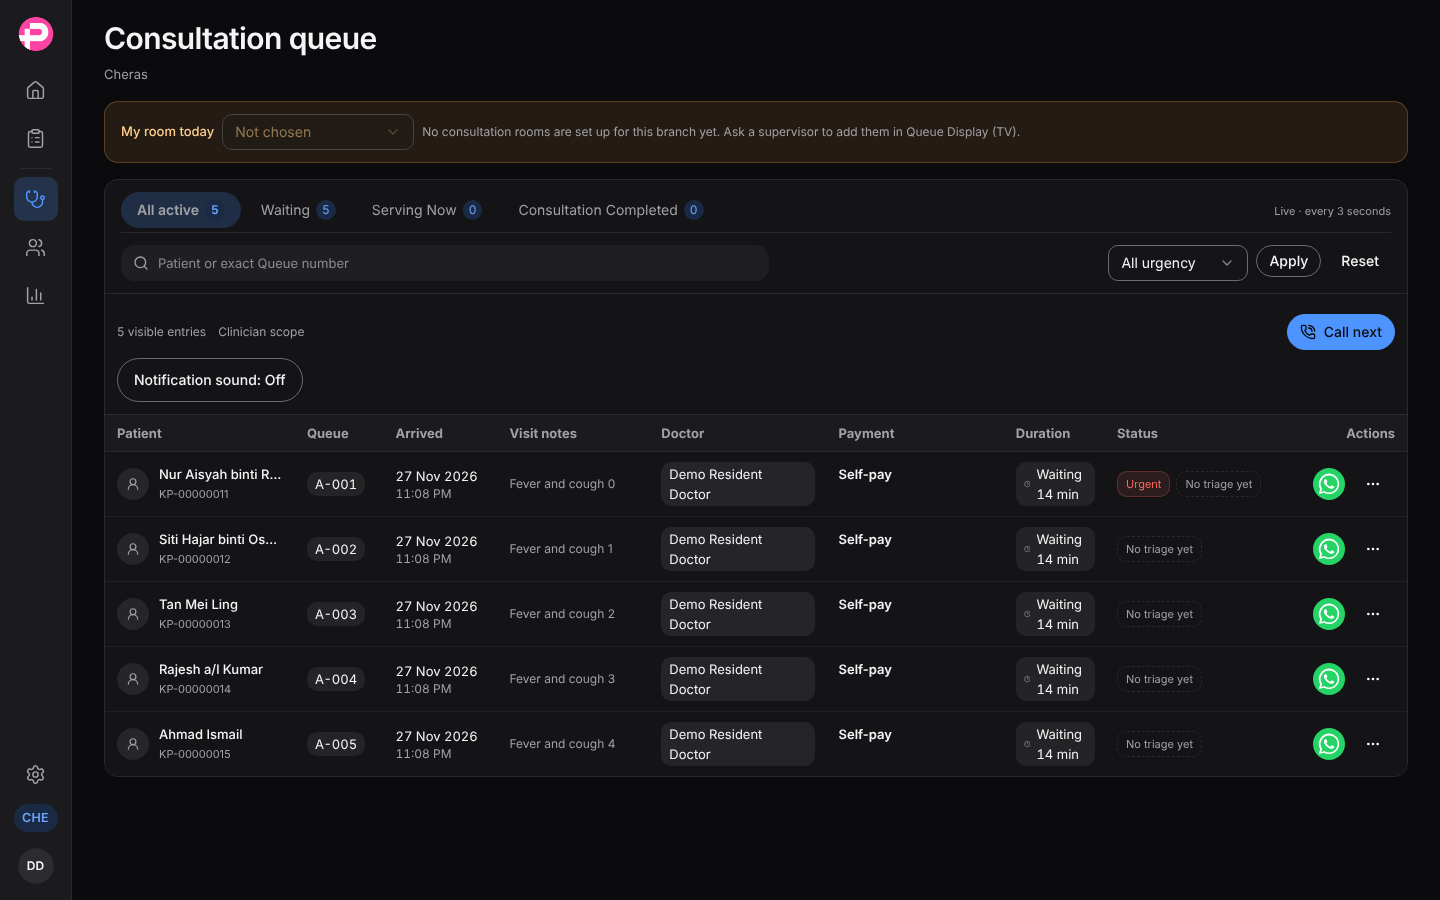 Consultation queue
Cheras
My room today Not chosen No consultation rooms are set up for this branch yet. Ask a supervisor to add them in Queue Display (TV).
All active 5 Waiting 5 Serving Now 0 Consultation Completed 0 Live · every 3 seconds
Patient or exact Queue number All urgency Apply Reset
5 visible entries Clinician scope Call next
Notification sound: Off
Patient Queue Arrived Visit notes Doctor Payment Duration Status Actions
Nur Aisyah binti R... A-001 27 Nov 2026 Fever and cough 0 Demo Resident Self-pay Waiting Urgent No triage yet
KP-00000011 11:08 PM Doctor 14 min
Siti Hajar binti Os... A-002 27 Nov 2026 Fever and cough 1 Demo Resident Self-pay Waiting No triage yet
KP-00000012 11:08 PM Doctor 14 min
Tan Mei Ling A-003 27 Nov 2026 Fever and cough 2 Demo Resident Self-pay Waiting No triage yet
KP-00000013 11:08 PM Doctor 14 min
Rajesh a/l Kumar A-004 27 Nov 2026 Fever and cough 3 Demo Resident Self-pay Waiting No triage yet
KP-00000014 11:08 PM Doctor 14 min
Ahmad Ismail A-005 27 Nov 2026 Fever and cough 4 Demo Resident Self-pay Waiting No triage yet
KP-00000015 11:08 PM Doctor 14 min
CHE
DD